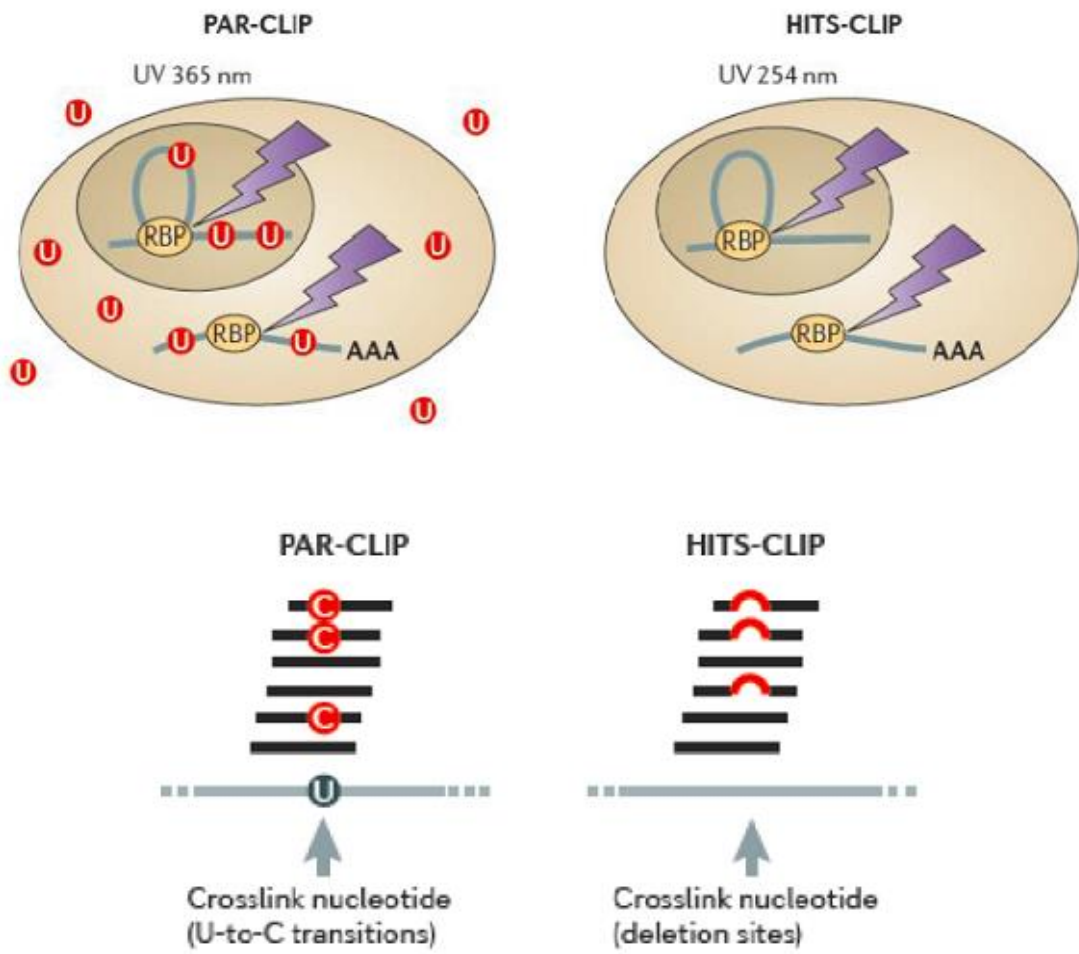 PAR-CLIP
HITS-CLIP
UV 365 nm
UV 254 nm
U
U
U
RBP
U
U
U
U
U
U
RBP
U
AAA
U
U
RBP
RBP
AAA
PAR-CLIP
HITS-CLIP
C
C
C
U
Crosslink nucleotide
(U-to-C transitions)
Crosslink nucleotide
(deletion sites)